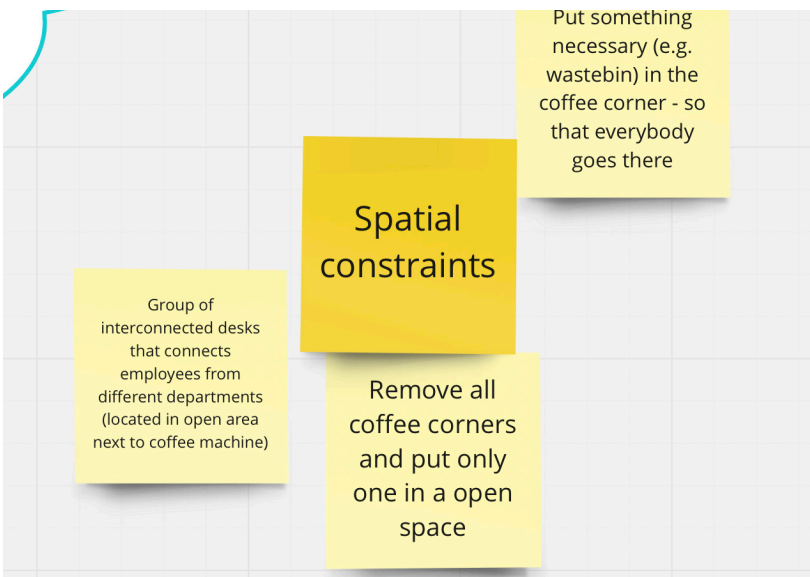 Put something
necessary (e.g.
wastebin) in the
coffee corner - so
that everybody
goes there
Spatial
constraints
Group of
interconnected desks
that connects
employees from
different departments
(located in open area
next to coffee machine)
Remove all
coffee corners
and put only
one in a open
space